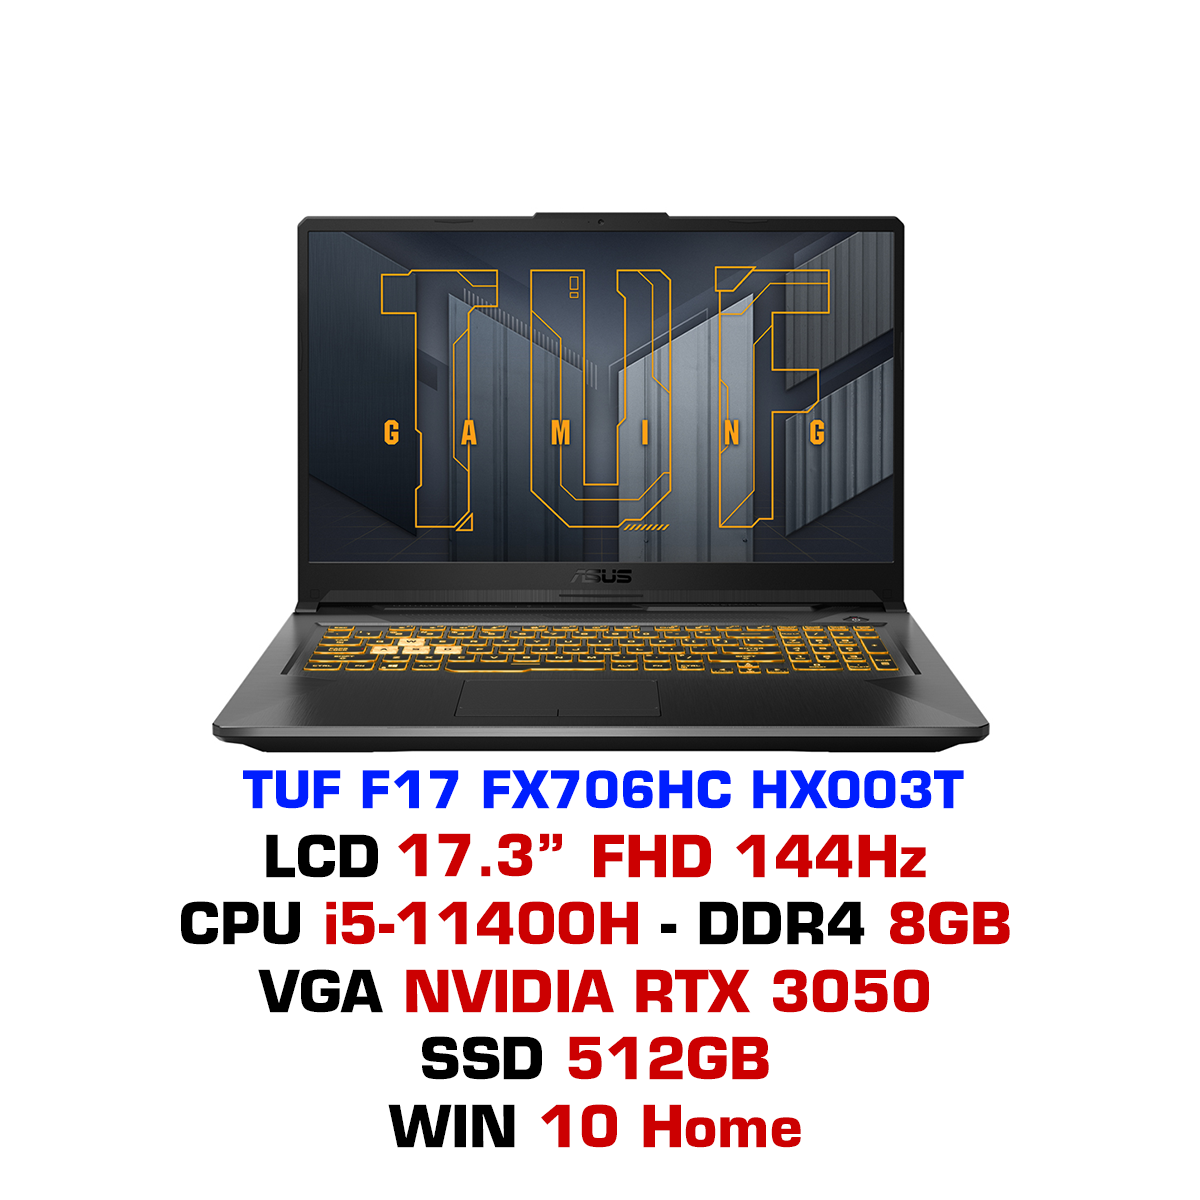 TUF
GAMING
ASUS
TUF F17 FX706HC HX003T
LCD 17.3” FHD 144Hz
CPU i5-11400H - DDR4 8GB
VGA NVIDIA RTX 3050
SSD 512GB
WIN 10 Home